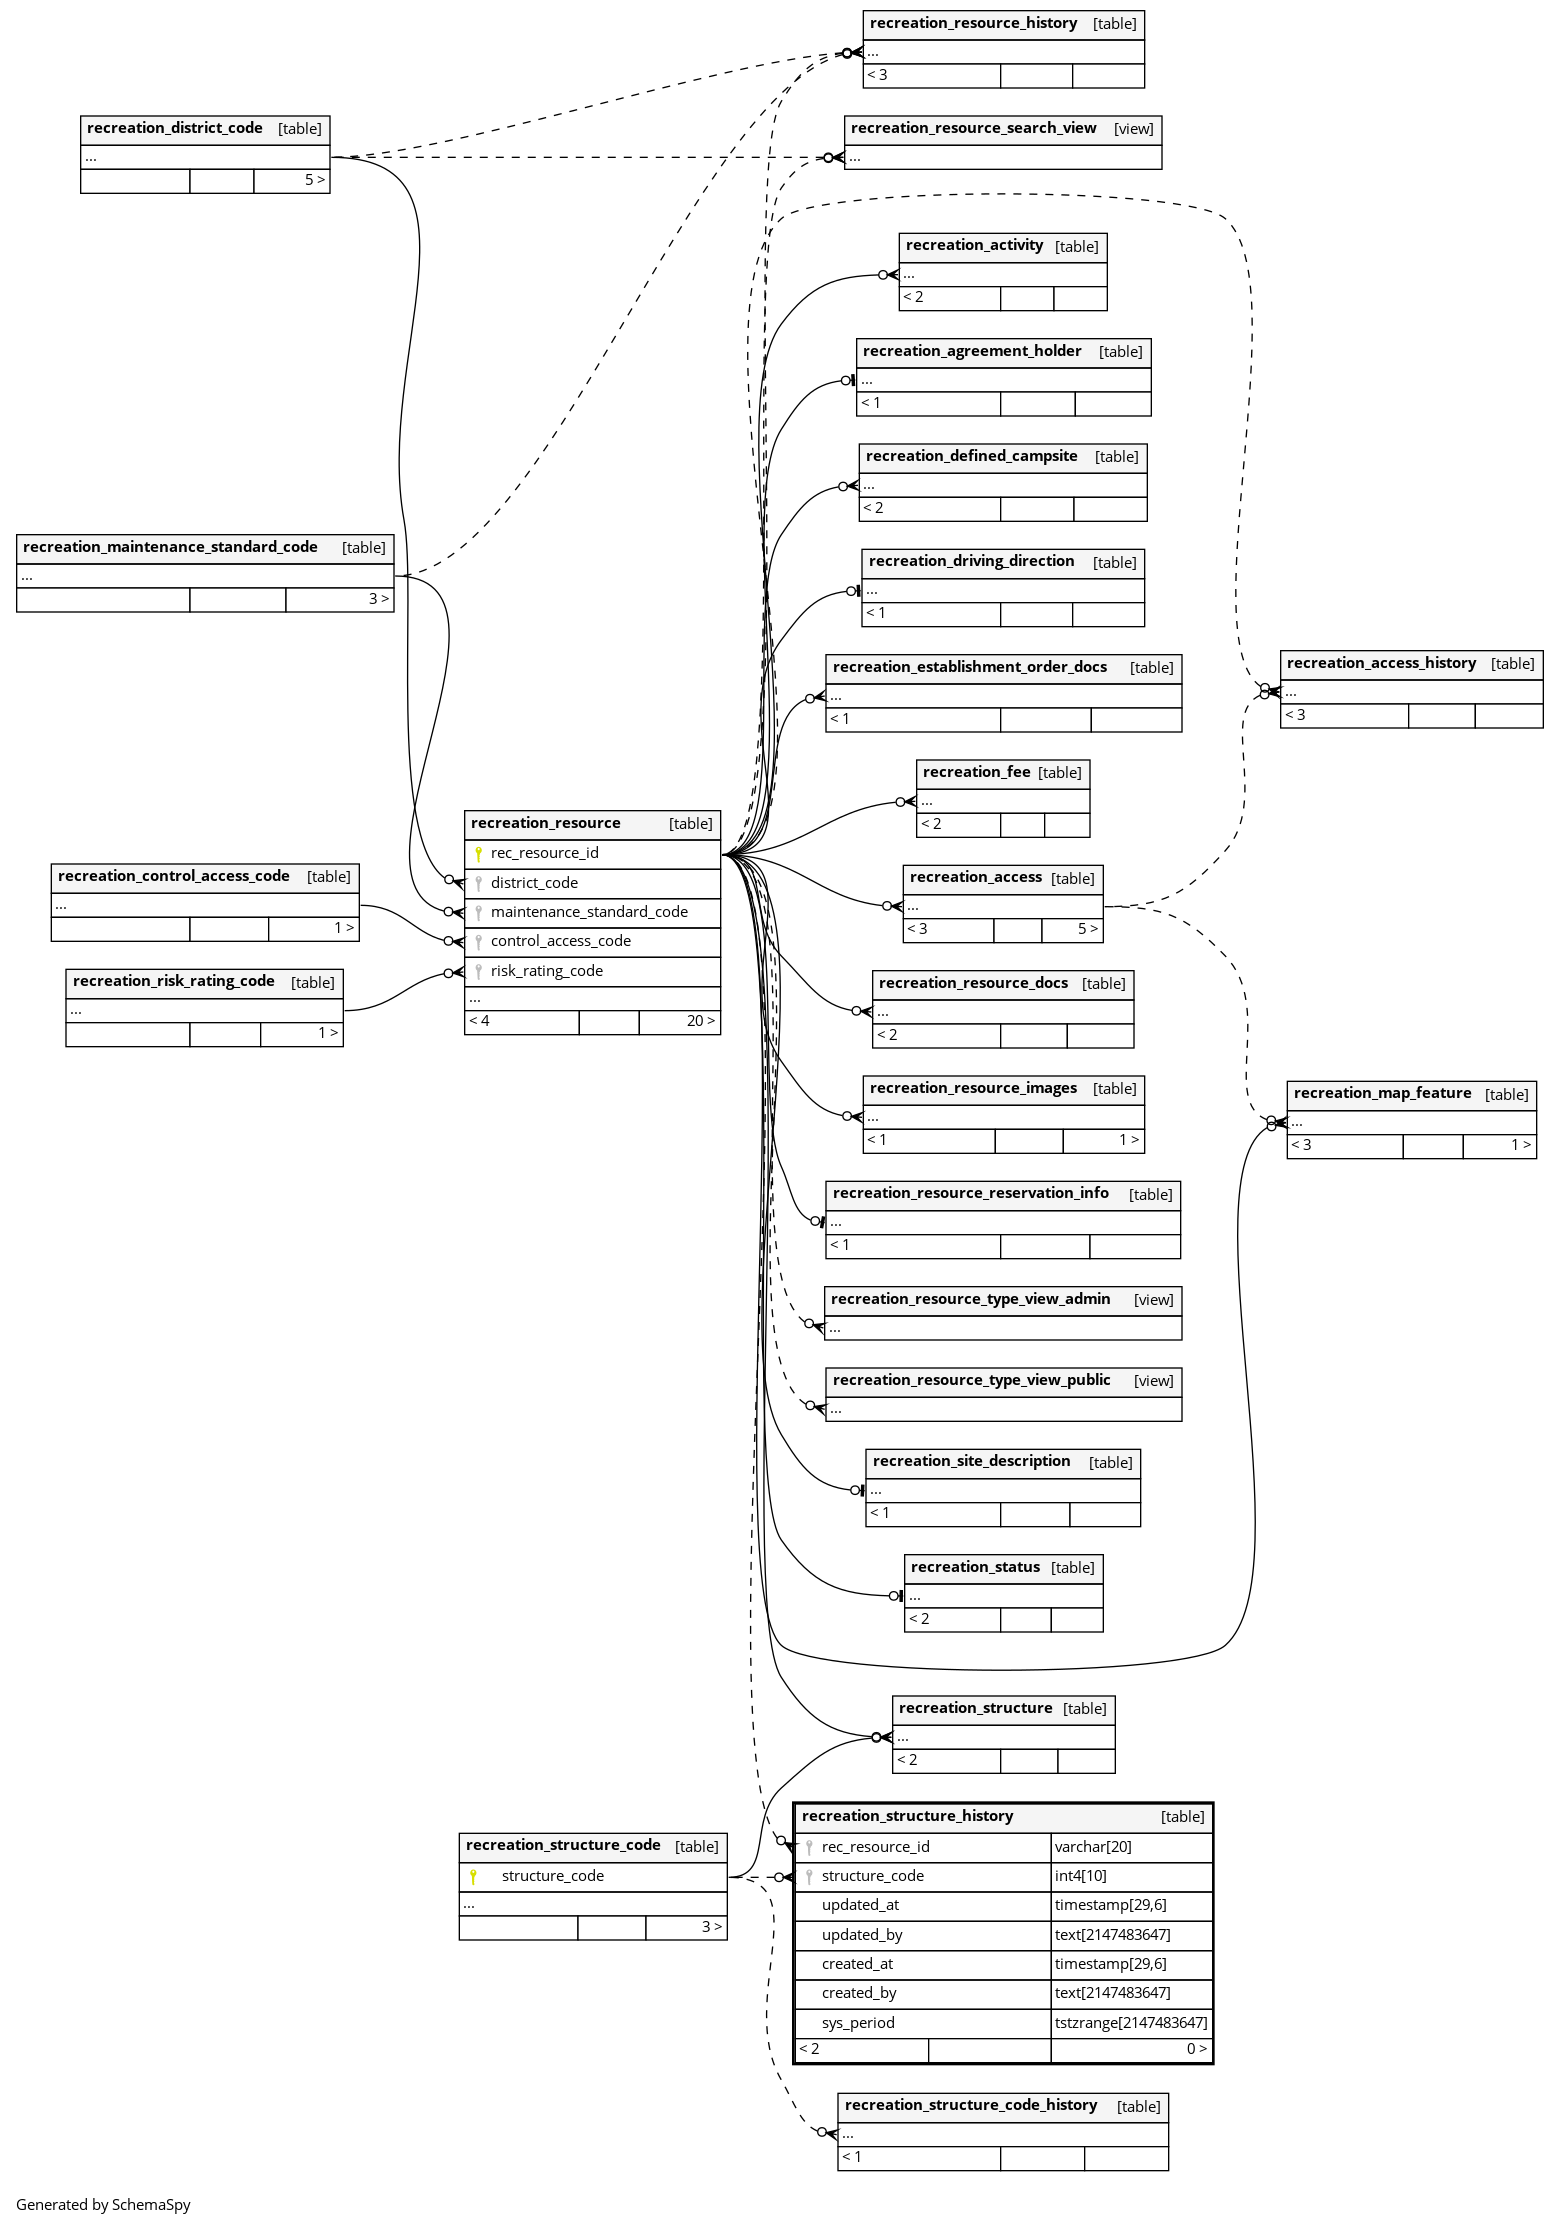 recreation_resource_history [table]
...
< 3
recreation_district_code [table]
...
5 >
recreation_resource_search_view [view]
...
recreation_activity [table]
...
< 2
recreation_agreement_holder [table]
...
< 1
recreation_defined_campsite [table]
...
< 2
recreation_maintenance_standard_code [table]
...
3 >
recreation_driving_direction [table]
...
< 1
recreation_establishment_order_docs [table]
...
< 1
recreation_access_history [table]
...
< 3
recreation_fee [table]
...
< 2
recreation_resource [table]
rec_resource_id
district_code
maintenance_standard_code
control_access_code
risk_rating_code
...
< 4 20 >
recreation_control_access_code [table]
...
1 >
recreation_risk_rating_code [table]
...
1 >
recreation_access [table]
...
< 3 5 >
recreation_resource_docs [table]
...
< 2
recreation_resource_images [table]
...
< 1 1 >
recreation_map_feature [table]
...
< 3 1 >
recreation_resource_reservation_info [table]
...
< 1
recreation_resource_type_view_admin [view]
...
recreation_resource_type_view_public [view]
...
recreation_site_description [table]
...
< 1
recreation_status [table]
...
< 2
recreation_structure [table]
...
< 2
recreation_structure_code [table]
structure_code
...
3 >
recreation_structure_history [table]
rec_resource_id varchar[20]
structure_code int4[10]
updated_at timestamp[29,6]
updated_by text[2147483647]
created_at timestamp[29,6]
created_by text[2147483647]
sys_period tstzrange[2147483647]
< 2 0 >
recreation_structure_code_history [table]
...
< 1
Generated by SchemaSpy